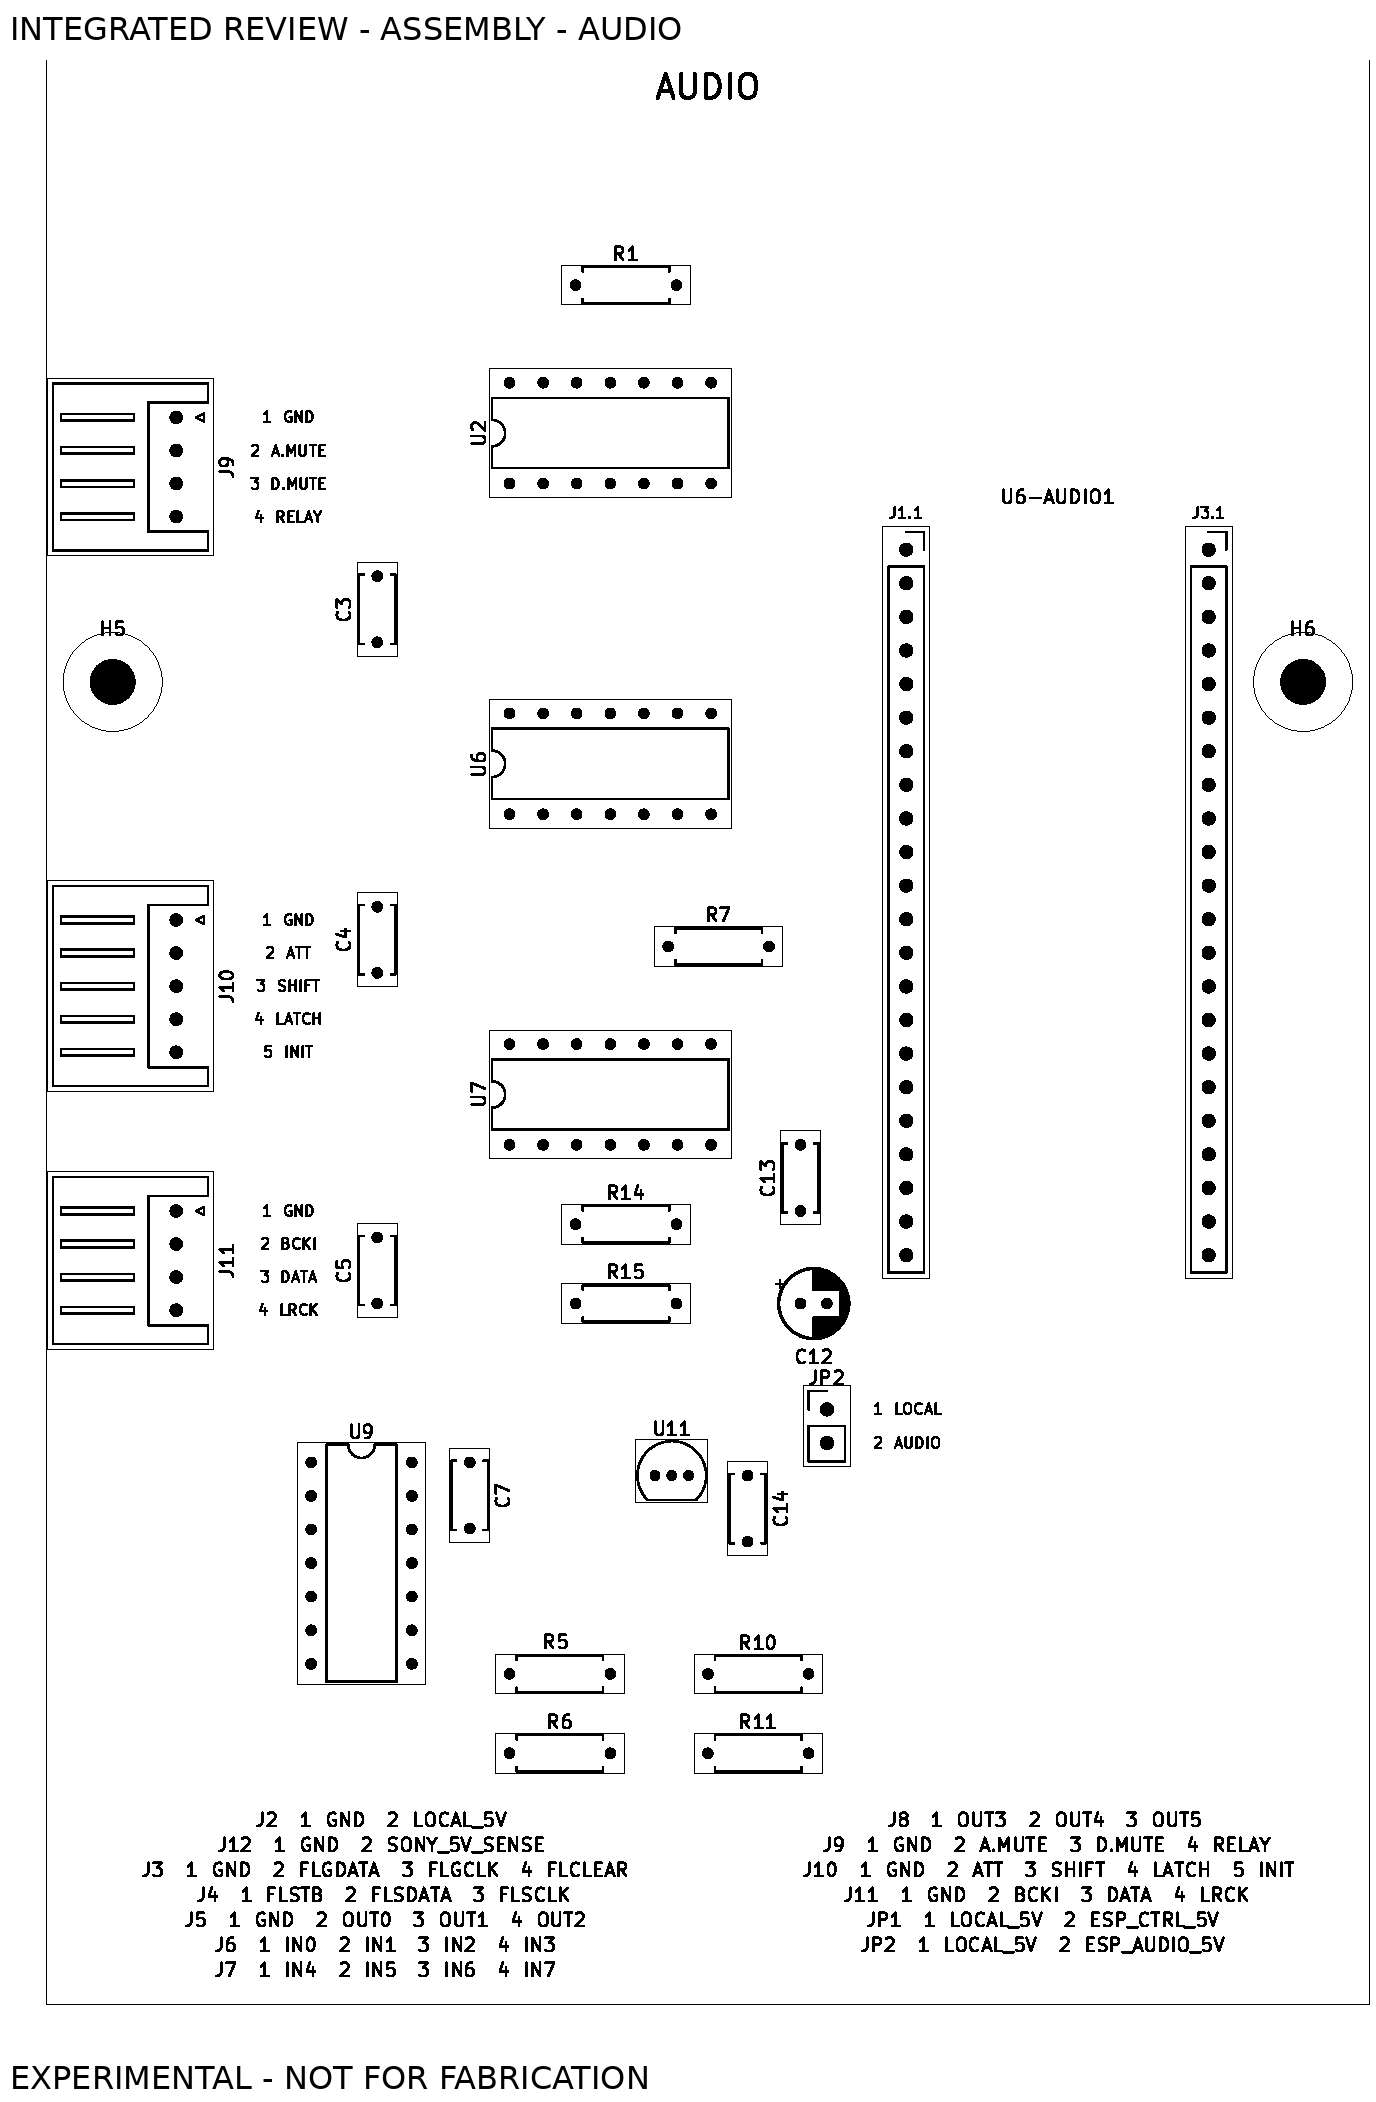 INTEGRATED REVIEW - ASSEMBLY - AUDIO
AUDIO
R1
U2
J9
1 GND
2 A.MUTE
3 D.MUTE
4 RELAY
U6-AUDIO1
J1.1
J3.1
C3
H5
H6
U6
R7
C4
J10
1 GND
2 ATT
3 SHIFT
4 LATCH
5 INIT
U7
C13
R14
J11
1 GND
2 BCKI
3 DATA
4 LRCK
C5
R15
+
C12
JP2
1 LOCAL
2 AUDIO
U9
U11
C7
C14
R5
R10
R6
R11
J2 1 GND 2 LOCAL_5V
J12 1 GND 2 SONY_5V_SENSE
J3 1 GND 2 FLGDATA 3 FLGCLK 4 FLCLEAR
J4 1 FLSTB 2 FLSDATA 3 FLSCLK
J5 1 GND 2 OUT0 3 OUT1 4 OUT2
J6 1 IN0 2 IN1 3 IN2 4 IN3
J7 1 IN4 2 IN5 3 IN6 4 IN7
J8 1 OUT3 2 OUT4 3 OUT5
J9 1 GND 2 A.MUTE 3 D.MUTE 4 RELAY
J10 1 GND 2 ATT 3 SHIFT 4 LATCH 5 INIT
J11 1 GND 2 BCKI 3 DATA 4 LRCK
JP1 1 LOCAL_5V 2 ESP_CTRL_5V
JP2 1 LOCAL_5V 2 ESP_AUDIO_5V
EXPERIMENTAL - NOT FOR FABRICATION